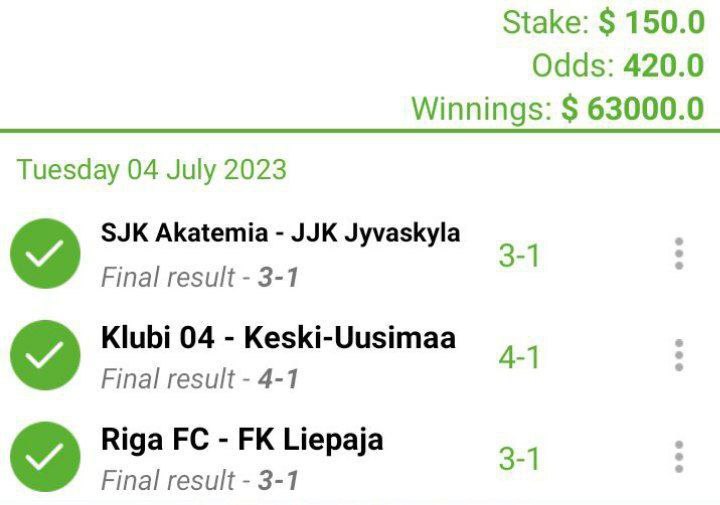 Stake: $ 150.0
Odds: 420.0
Winnings: $ 63000.0
Tuesday 04 July 2023
SJK Akatemia - JJK Jyvaskyla 3-1
Final result - 3-1
Klubi 04 - Keski-Uusimaa 4-1
Final result - 4-1
Riga FC - FK Liepaja 3-1
Final result - 3-1